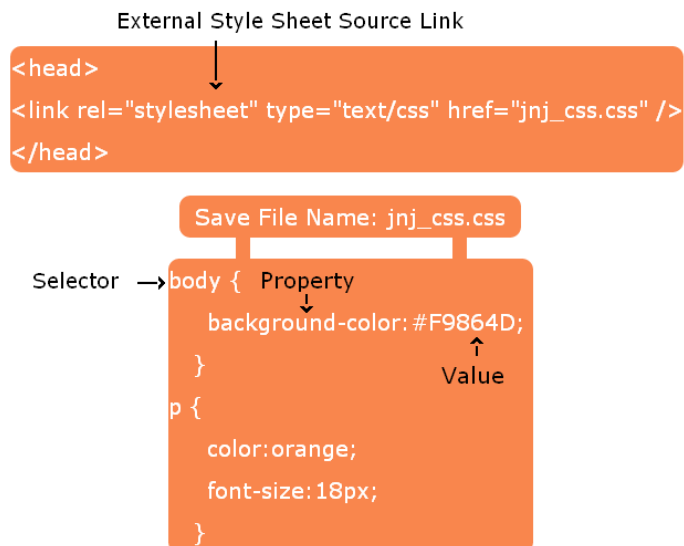 External Style Sheet Source Link
<head>
<link rel="stylesheet" type="text/css" href="jnj_css.css" />
</head>
Save File Name: jnj_css.css
Selector body { Property
background-color:#F9864D;
}
Value
p {
color:orange;
font-size:18px;
}